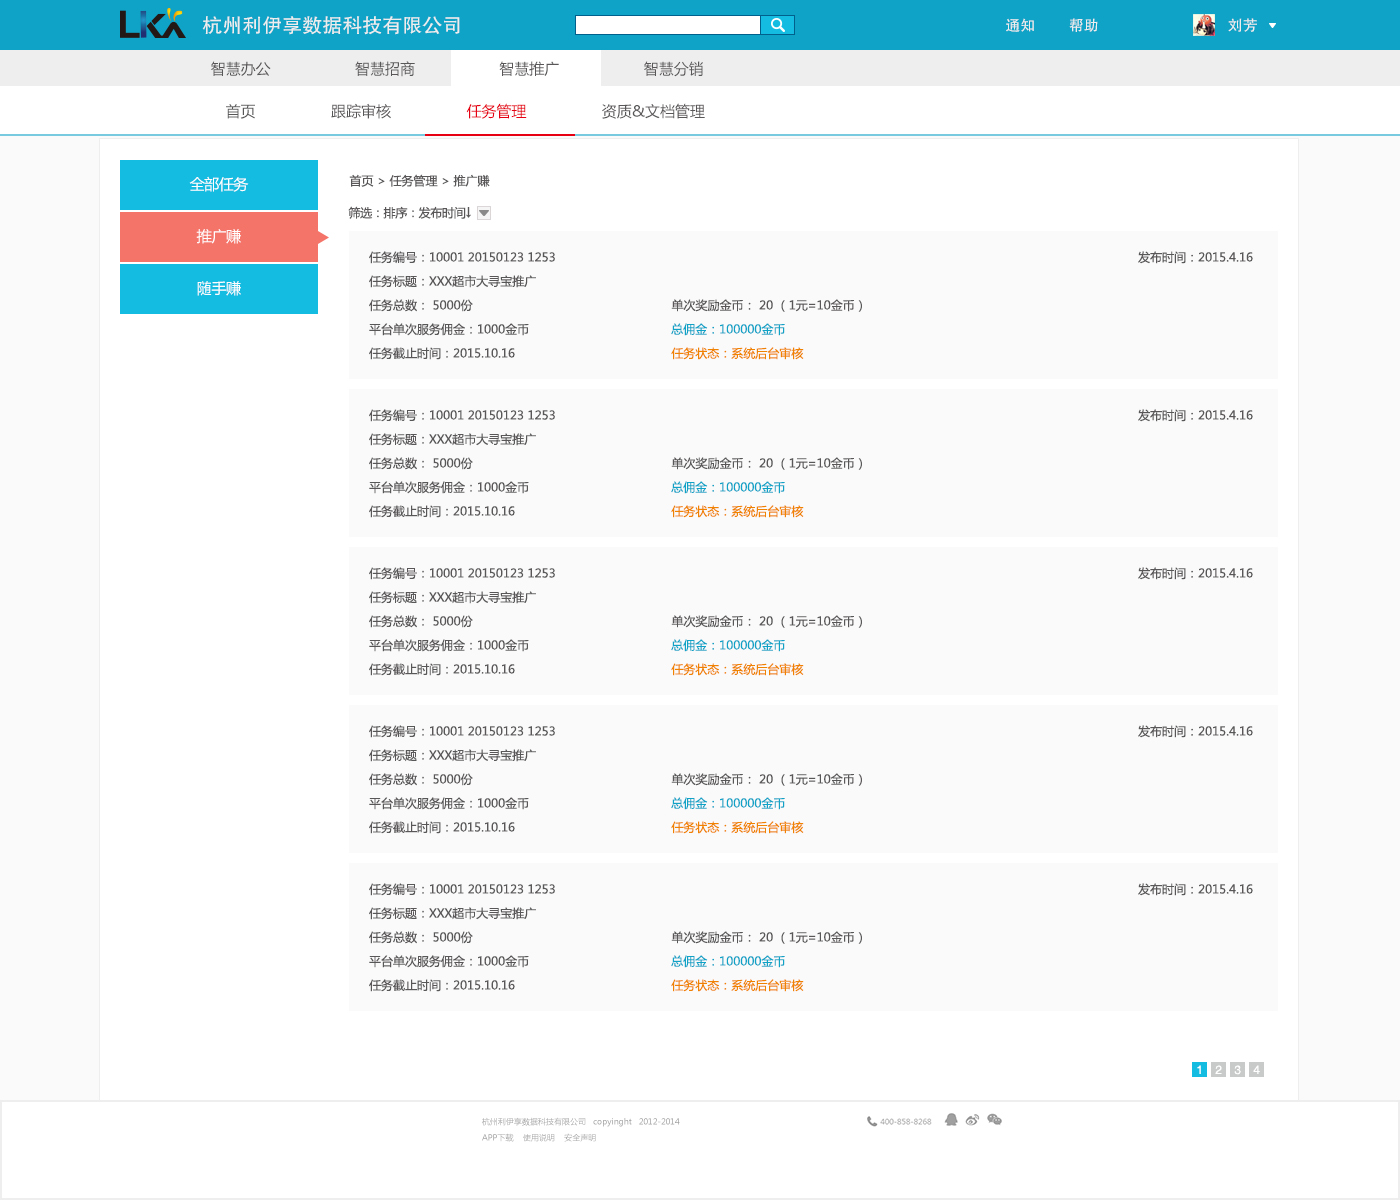 LKA 杭州利伊享数据科技有限公司 通知 帮助 刘芳
智慧办公 智慧招商 智慧推广 智慧分销
首页 跟踪审核 任务管理 资质&文档管理
全部任务
推广赚
随手赚
首页 > 任务管理 > 推广赚
筛选：排序：发布时间↓
任务编号：10001 20150123 1253 发布时间：2015.4.16
任务标题：XXX超市大寻宝推广
任务总数： 5000份 单次奖励金币： 20 （ 1元=10金币 ）
平台单次服务佣金：1000金币 总佣金：100000金币
任务截止时间：2015.10.16 任务状态：系统后台审核
任务编号：10001 20150123 1253 发布时间：2015.4.16
任务标题：XXX超市大寻宝推广
任务总数： 5000份 单次奖励金币： 20 （ 1元=10金币 ）
平台单次服务佣金：1000金币 总佣金：100000金币
任务截止时间：2015.10.16 任务状态：系统后台审核
任务编号：10001 20150123 1253 发布时间：2015.4.16
任务标题：XXX超市大寻宝推广
任务总数： 5000份 单次奖励金币： 20 （ 1元=10金币 ）
平台单次服务佣金：1000金币 总佣金：100000金币
任务截止时间：2015.10.16 任务状态：系统后台审核
任务编号：10001 20150123 1253 发布时间：2015.4.16
任务标题：XXX超市大寻宝推广
任务总数： 5000份 单次奖励金币： 20 （ 1元=10金币 ）
平台单次服务佣金：1000金币 总佣金：100000金币
任务截止时间：2015.10.16 任务状态：系统后台审核
任务编号：10001 20150123 1253 发布时间：2015.4.16
任务标题：XXX超市大寻宝推广
任务总数： 5000份 单次奖励金币： 20 （ 1元=10金币 ）
平台单次服务佣金：1000金币 总佣金：100000金币
任务截止时间：2015.10.16 任务状态：系统后台审核
1 2 3 4
杭州利伊享数据科技有限公司 copyinght 2012-2014 400-858-8268
APP下载 使用说明 安全声明